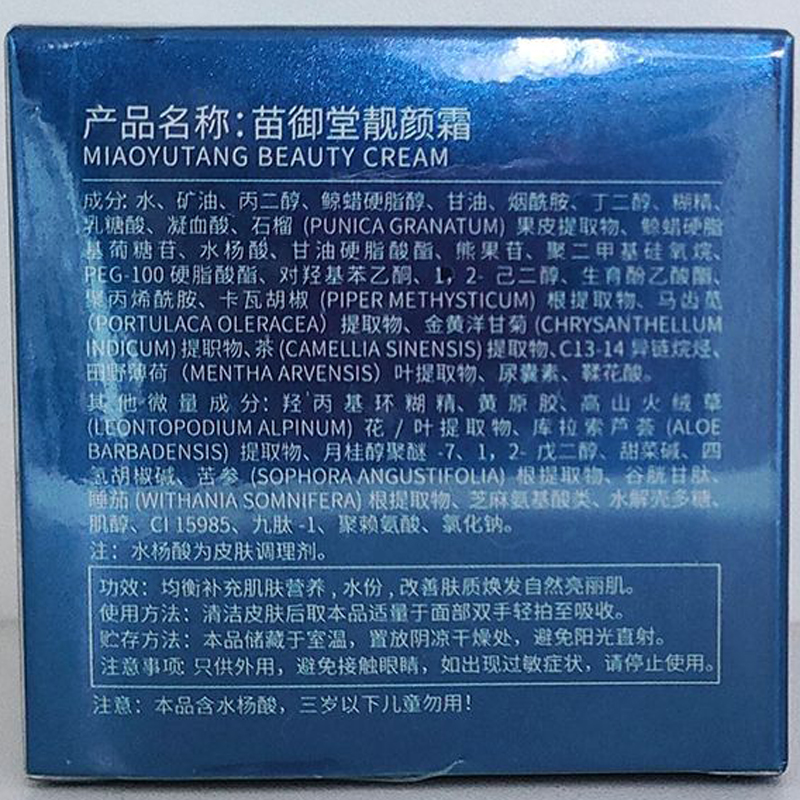 产品名称：苗御堂靓颜霜
MIAOYUTANG BEAUTY CREAM
成分：水、矿油、丙二醇、鲸蜡硬脂醇、甘油、烟酰胺、丁二醇、糊精、
乳糖酸、凝血酸、石榴 (PUNICA GRANATUM) 果皮提取物、鲸蜡硬脂
基葡糖苷、水杨酸、甘油硬脂酸酯、熊果苷、聚二甲基硅氧烷、
PEG-100 硬脂酸酯、对羟基苯乙酮、1，2- 己二醇、生育酚乙酸酯、
聚丙烯酰胺、卡瓦胡椒 (PIPER METHYSTICUM) 根提取物、马齿苋
（PORTULACA OLERACEA）提取物、金黄洋甘菊 (CHRYSANTHELLUM
INDICUM) 提取物、茶 (CAMELLIA SINENSIS) 提取物、C13-14 异链烷烃、
田野薄荷（MENTHA ARVENSIS）叶提取物、尿囊素、鞣花酸。
其他微量成分：羟丙基环糊精、黄原胶、高山火绒草
(LEONTOPODIUM ALPINUM) 花 / 叶提取物、库拉索芦荟 (ALOE
BARBADENSIS) 提取物、月桂醇聚醚 -7、1，2- 戊二醇、甜菜碱、四
氢胡椒碱、苦参 (SOPHORA ANGUSTIFOLIA) 根提取物、谷胱甘肽、
睡茄 (WITHANIA SOMNIFERA) 根提取物、芝麻氨基酸类、水解壳多糖、
肌醇、CI 15985、九肽 -1、聚赖氨酸、氯化钠。
注：水杨酸为皮肤调理剂。
功效：均衡补充肌肤营养，水份，改善肤质焕发自然亮丽肌。
使用方法：清洁皮肤后取本品适量于面部双手轻拍至吸收。
贮存方法：本品储藏于室温，置放阴凉干燥处，避免阳光直射。
注意事项：只供外用，避免接触眼睛，如出现过敏症状，请停止使用。
注意：本品含水杨酸，三岁以下儿童勿用！